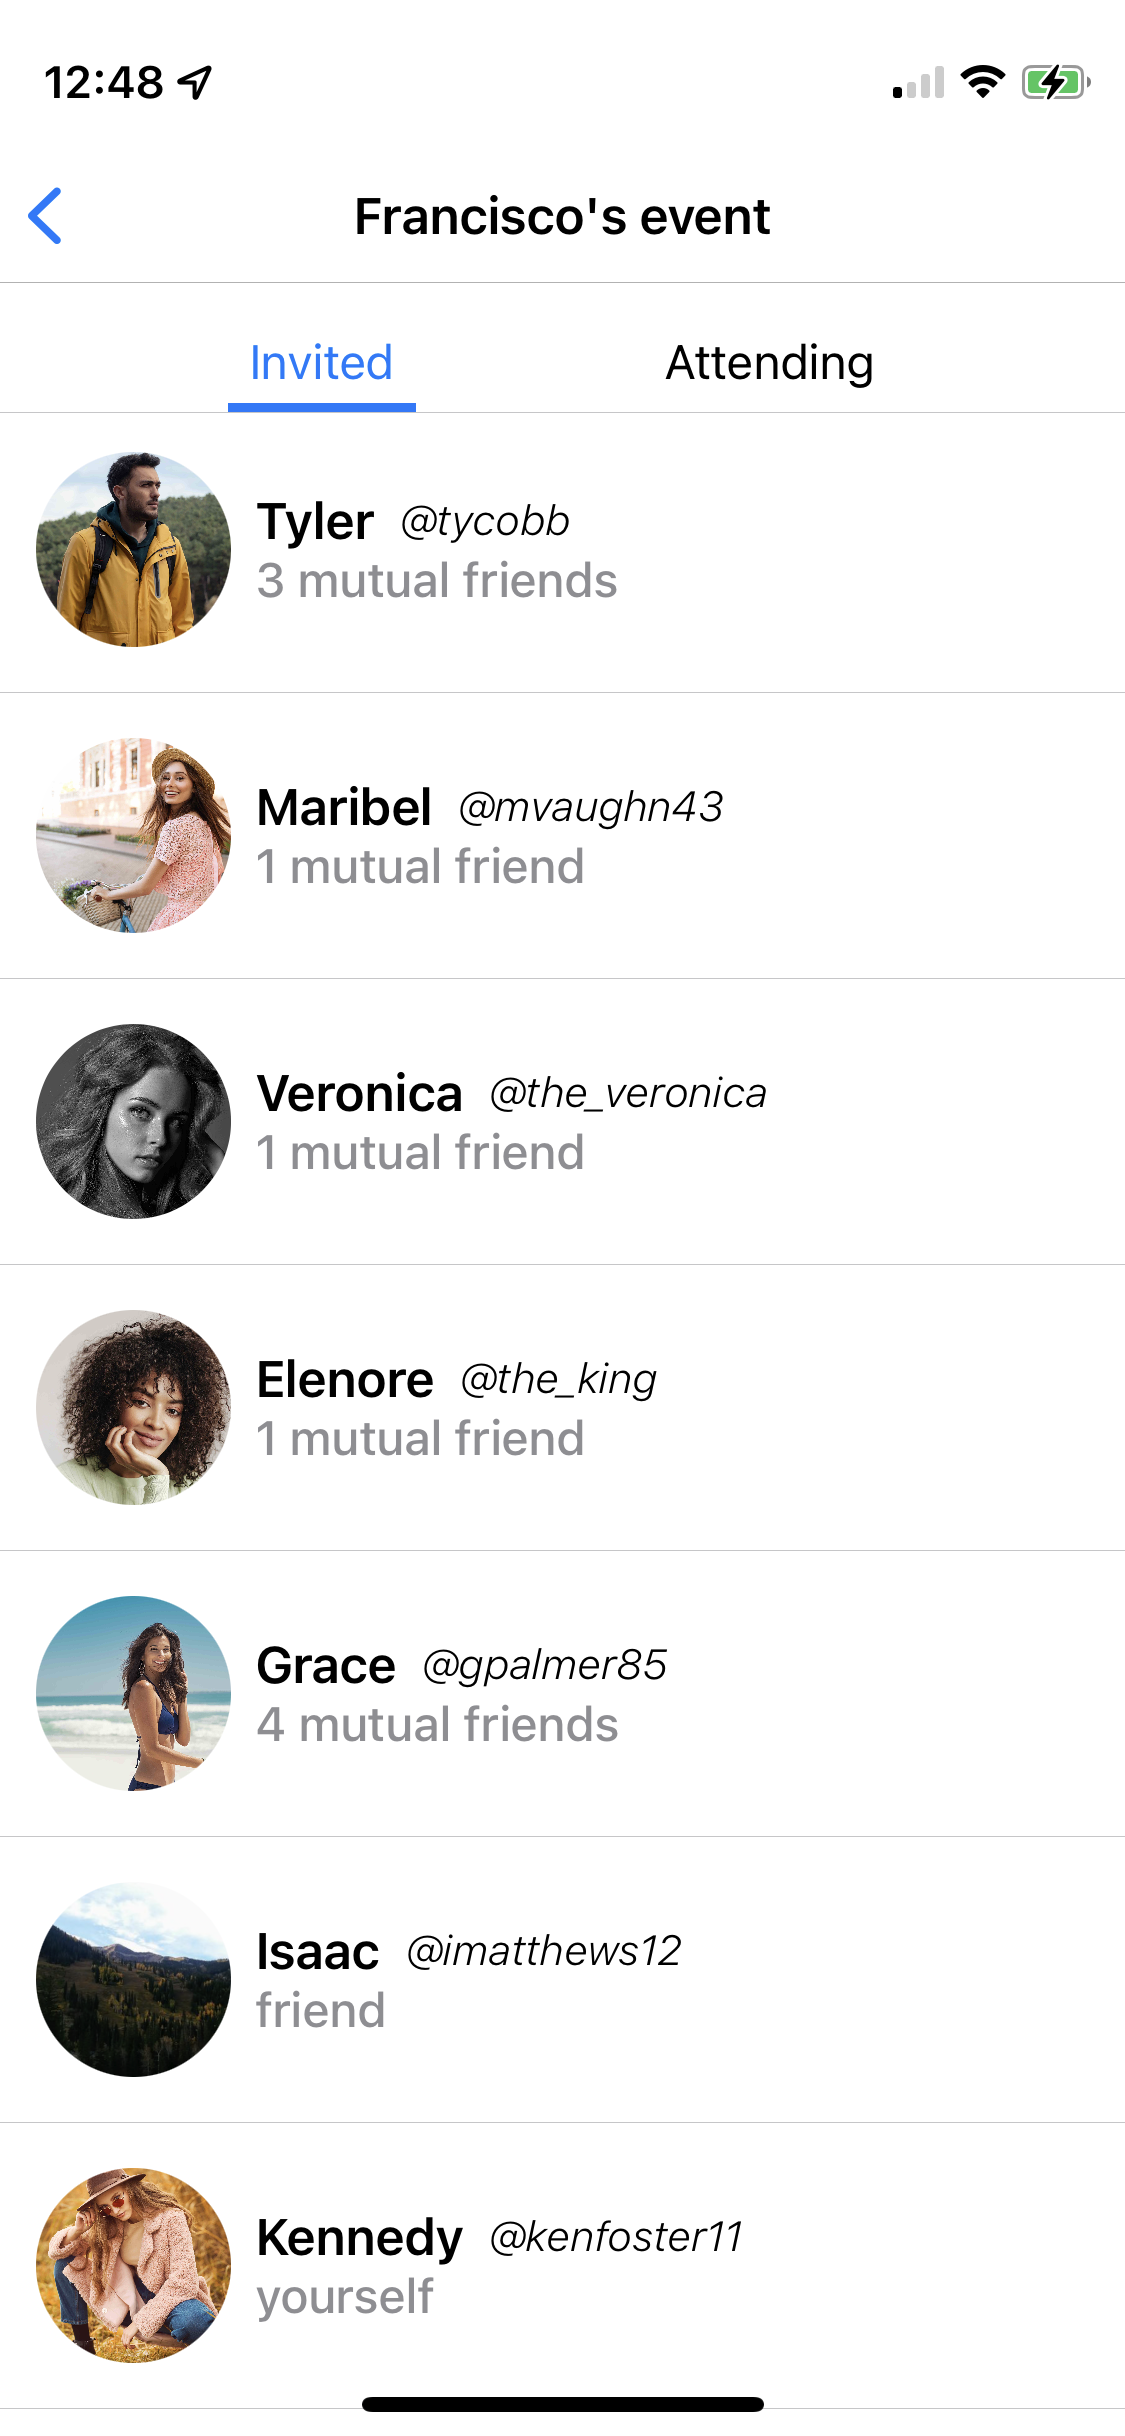 12:48
Francisco's event
Invited Attending
Tyler @tycobb
3 mutual friends
Maribel @mvaughn43
1 mutual friend
Veronica @the_veronica
1 mutual friend
Elenore @the_king
1 mutual friend
Grace @gpalmer85
4 mutual friends
Isaac @imatthews12
friend
Kennedy @kenfoster11
yourself